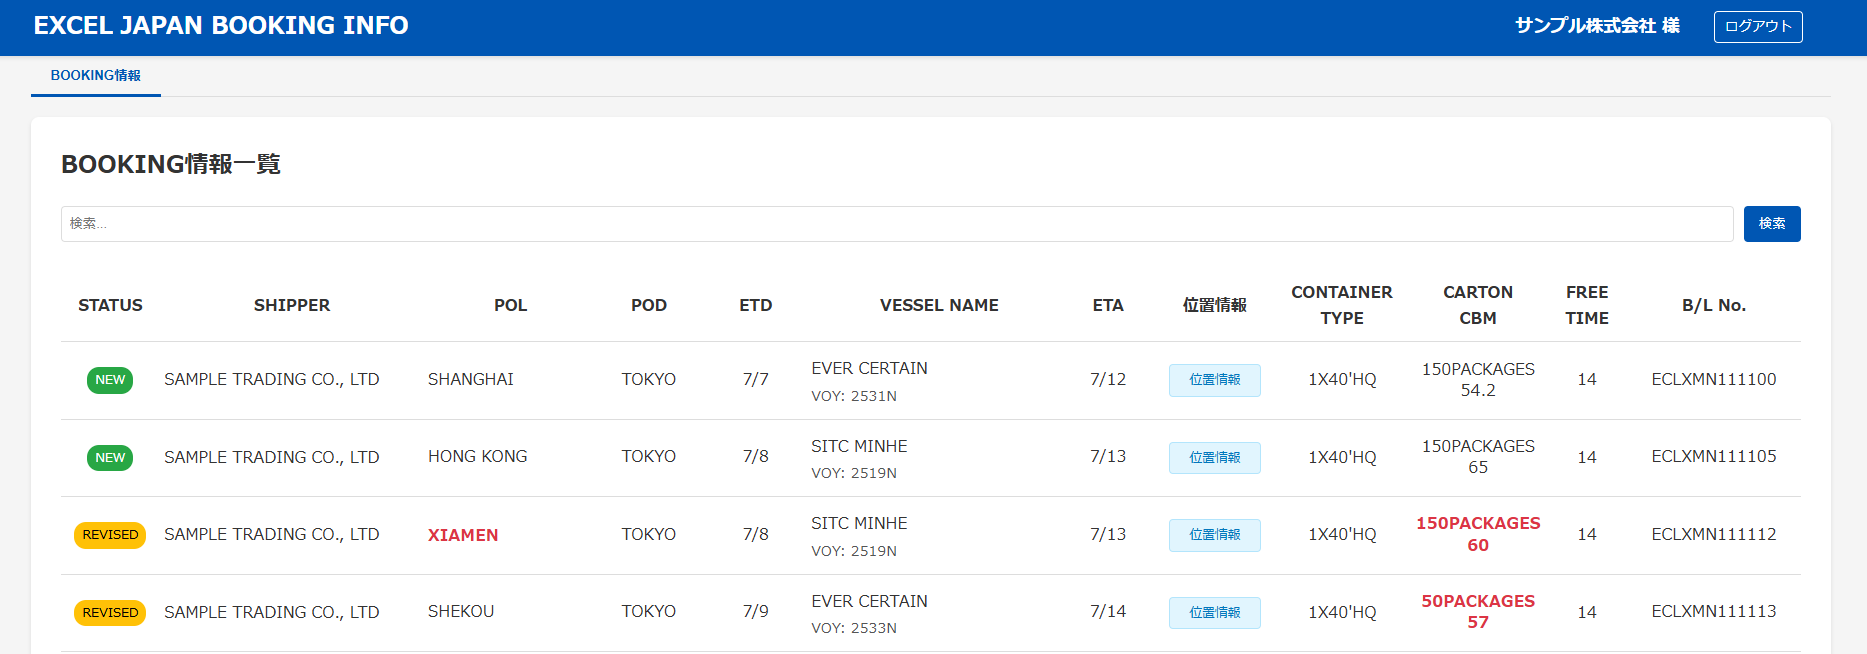 EXCEL JAPAN BOOKING INFO
サンプル株式会社 様
ログアウト
BOOKING情報
BOOKING情報一覧
検索...
検索
STATUS SHIPPER POL POD ETD VESSEL NAME ETA 位置情報 CONTAINER TYPE CARTON CBM FREE TIME B/L No.
NEW SAMPLE TRADING CO., LTD SHANGHAI TOKYO 7/7 EVER CERTAIN VOY: 2531N 7/12 位置情報 1X40'HQ 150PACKAGES 54.2 14 ECLXMN111100
NEW SAMPLE TRADING CO., LTD HONG KONG TOKYO 7/8 SITC MINHE VOY: 2519N 7/13 位置情報 1X40'HQ 150PACKAGES 65 14 ECLXMN111105
REVISED SAMPLE TRADING CO., LTD XIAMEN TOKYO 7/8 SITC MINHE VOY: 2519N 7/13 位置情報 1X40'HQ 150PACKAGES 60 14 ECLXMN111112
REVISED SAMPLE TRADING CO., LTD SHEKOU TOKYO 7/9 EVER CERTAIN VOY: 2533N 7/14 位置情報 1X40'HQ 50PACKAGES 57 14 ECLXMN111113